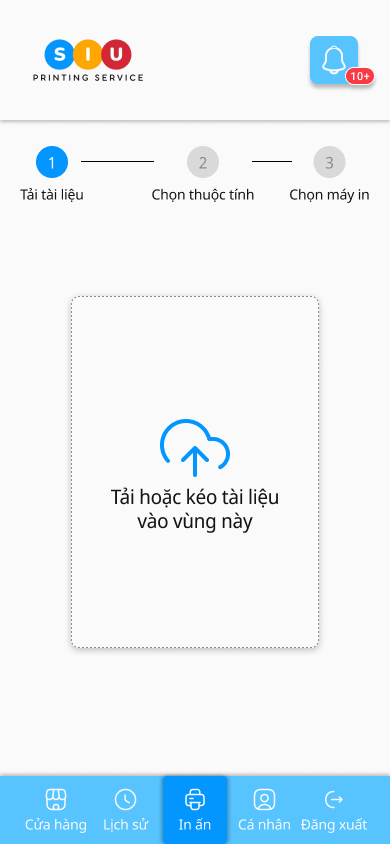 SIU
PRINTING SERVICE
10+
1
2
3
Tải tài liệu
Chọn thuộc tính
Chọn máy in
Tải hoặc kéo tài liệu
vào vùng này
Cửa hàng
Lịch sử
In ấn
Cá nhân
Đăng xuất